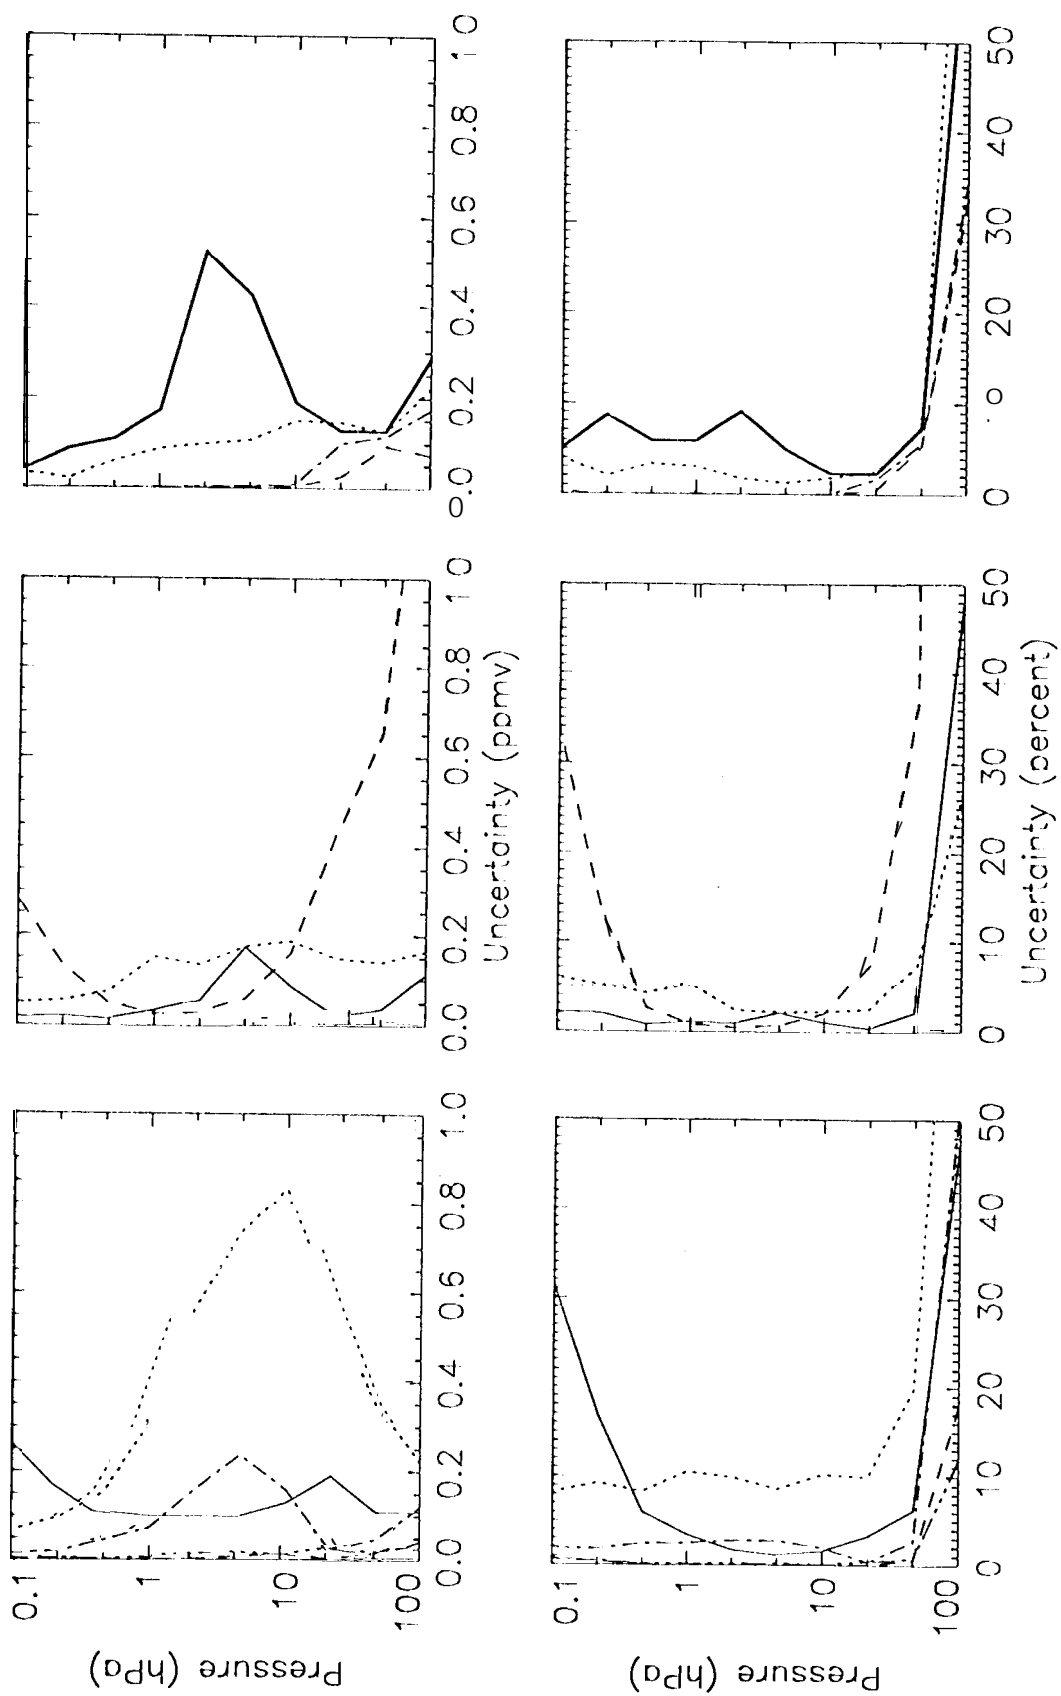 Pressure (hPa)
0.1
1
10
100
0.0 0.2 0.4 0.6 0.8 1.0
0.0 0.2 0.4 0.6 0.8 1 0
0 .0 0.2 0.4 0.6 0.8 1 0
Uncertainty (ppmv)
Pressure (hPa)
0.1
1
10
100
0 10 20 30 40 50
0 10 20 30 40 50
0 0 20 30 40 50
Uncertainty (percent)